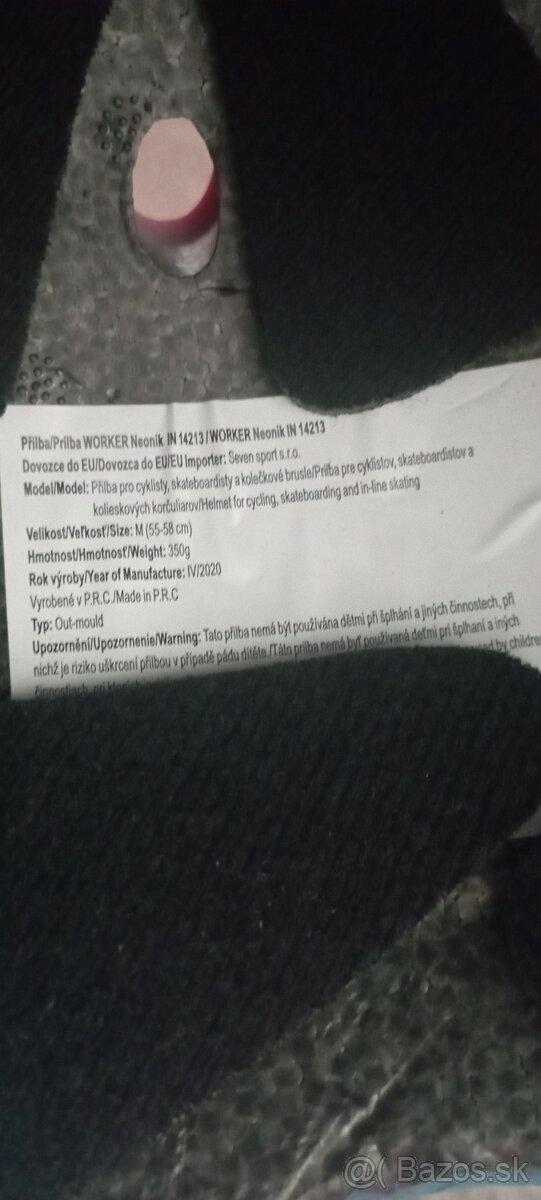 Přilba/Prilba WORKER Neonik IN 14213 / WORKER Neonik IN 14213
Dovozce do EU/Dovozca do EU/EU Importer: Seven sport s.r.o.
Model/Model: Přilba pro cyklisty, skateboardisty a kolečkové brusle/Prilba pre cyklistov, skateboardistov a
kolieskových korčuliarov/Helmet for cycling, skateboarding and in-line skating
Velikost/Veľkosť/Size: M (55-58 cm)
Hmotnost/Hmotnosť/Weight: 350g
Rok výroby/Year of Manufacture: IV/2020
Vyrobené v P.R.C./Made in P.R.C
Typ: Out-mould
Upozornění/Upozornenie/Warning: Tato přilba nemá být používána dětmi při šplhání a jiných činnostech, při
nichž je riziko uškrcení přilbou v případě pádu dítěte./Táto prilba nemá byť používaná deťmi pri šplhaní a iných
činnostiach, pri by children
@( Bazos.sk